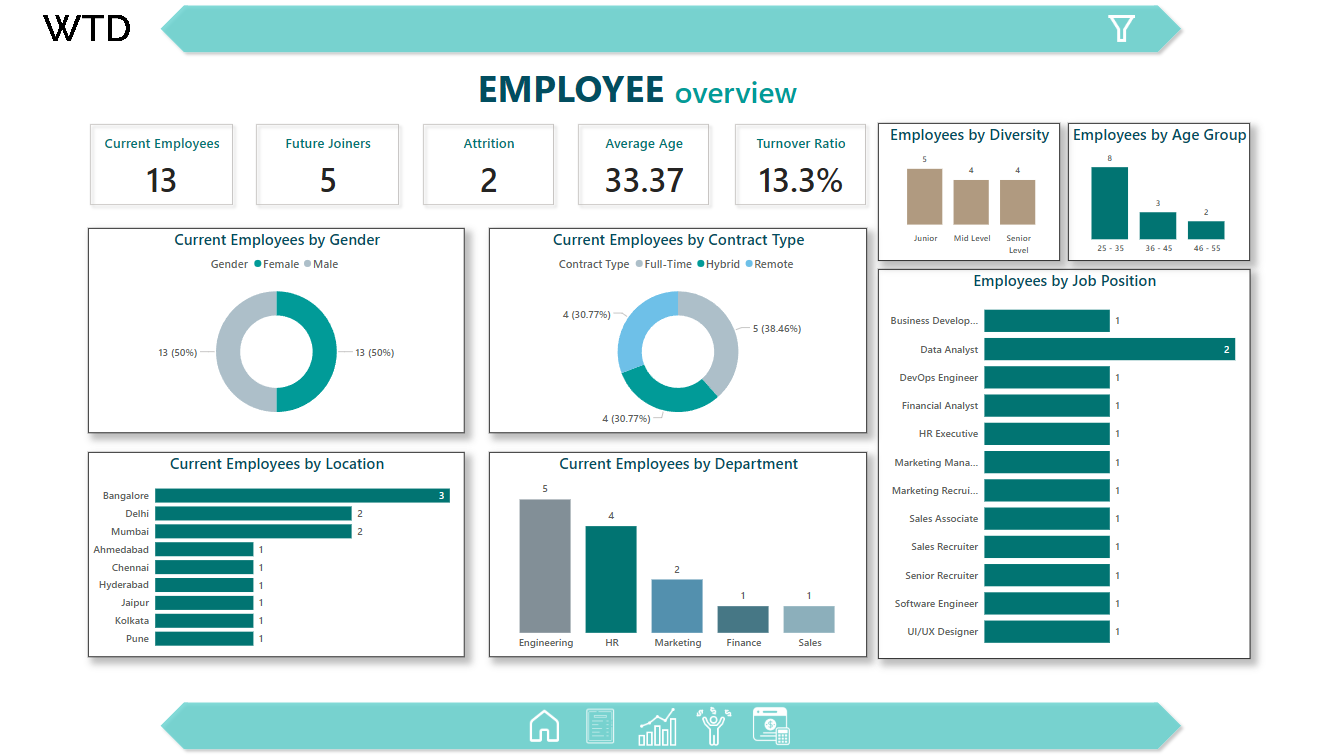 WTD
EMPLOYEE overview
Current Employees
13
Future Joiners
5
Attrition
2
Average Age
33.37
Turnover Ratio
13.3%
Employees by Diversity
5
4
4
Junior
Mid Level
Senior
Level
Employees by Age Group
8
3
2
25 - 35
36 - 45
46 - 55
Current Employees by Gender
Gender Female Male
13 (50%)
13 (50%)
Current Employees by Contract Type
Contract Type Full-Time Hybrid Remote
4 (30.77%)
5 (38.46%)
4 (30.77%)
Employees by Job Position
Business Develop... 1
Data Analyst 2
DevOps Engineer 1
Financial Analyst 1
HR Executive 1
Marketing Mana... 1
Marketing Recrui... 1
Sales Associate 1
Sales Recruiter 1
Senior Recruiter 1
Software Engineer 1
UI/UX Designer 1
Current Employees by Location
Bangalore 3
Delhi 2
Mumbai 2
Ahmedabad 1
Chennai 1
Hyderabad 1
Jaipur 1
Kolkata 1
Pune 1
Current Employees by Department
5
4
2
1
1
Engineering
HR
Marketing
Finance
Sales